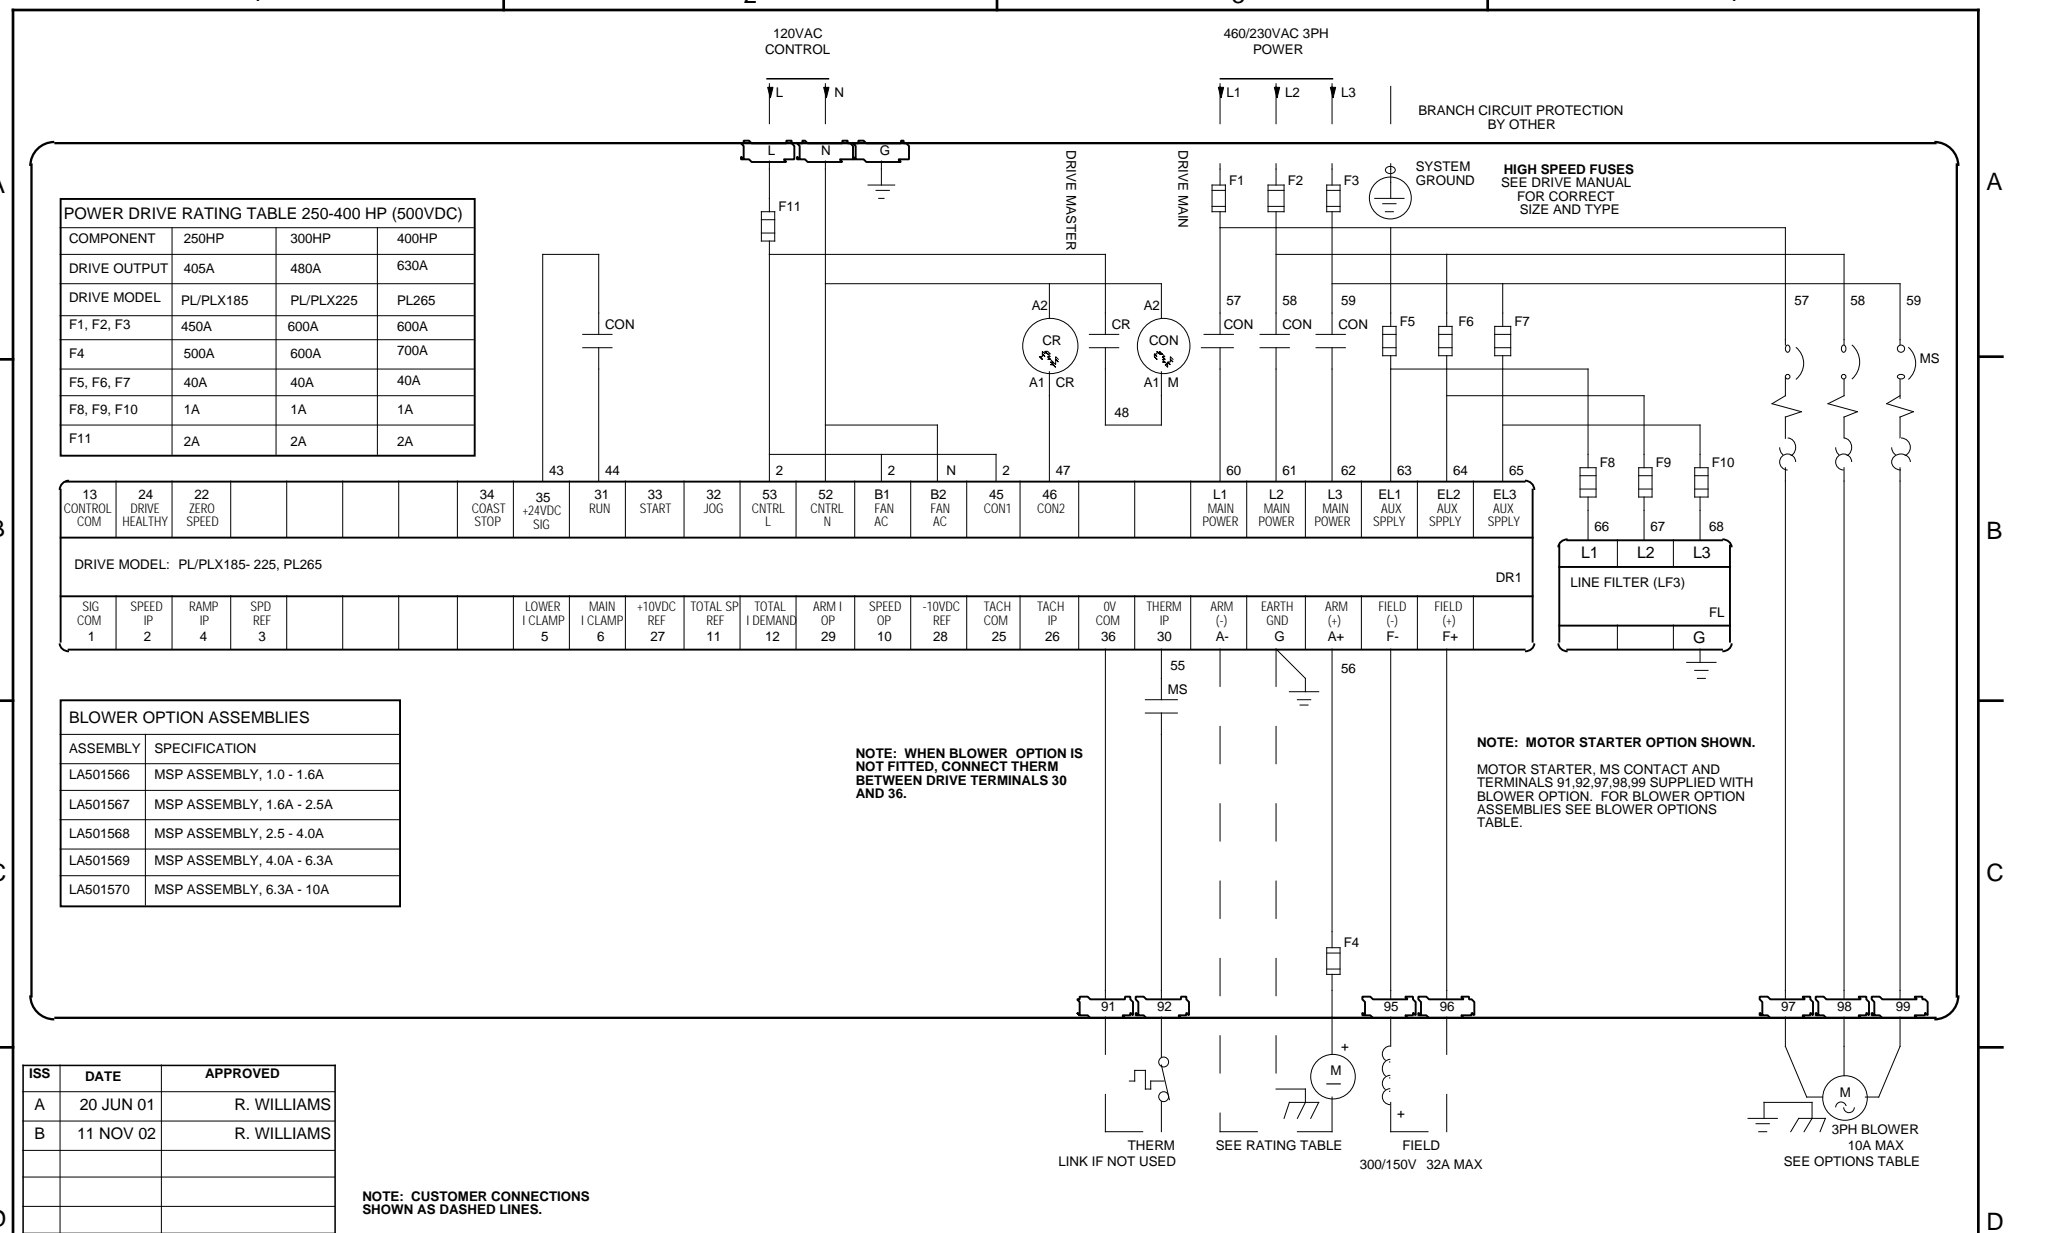 120VAC
CONTROL
460/230VAC 3PH
POWER
L N
L1 L2 L3
BRANCH CIRCUIT PROTECTION
BY OTHER
L N G
DRIVE MASTER
DRIVE MAIN
F1 F2 F3
SYSTEM
GROUND
HIGH SPEED FUSES
SEE DRIVE MANUAL
FOR CORRECT
SIZE AND TYPE
A A
F11
POWER DRIVE RATING TABLE 250-400 HP (500VDC)
COMPONENT 250HP 300HP 400HP
DRIVE OUTPUT 405A 480A 630A
DRIVE MODEL PL/PLX185 PL/PLX225 PL265
F1, F2, F3 450A 600A 600A
F4 500A 600A 700A
F5, F6, F7 40A 40A 40A
F8, F9, F10 1A 1A 1A
F11 2A 2A 2A
CON
A2 A2
57 58 59 57 58 59
CR CR CON CON CON CON F5 F6 F7
MS
A1 CR A1 M
48
43 44 2 2 N 2 47 60 61 62 63 64 65
F8 F9 F10
13 24 22 34 35 31 33 32 53 52 B1 B2 45 46 L1 L2 L3 EL1 EL2 EL3
CONTROL DRIVE ZERO COAST +24VDC RUN START JOG CNTRL CNTRL FAN FAN CON1 CON2 MAIN MAIN MAIN AUX AUX AUX
COM HEALTHY SPEED STOP SIG L N AC AC POWER POWER POWER SPPLY SPPLY SPPLY
66 67 68
B B
L1 L2 L3
DRIVE MODEL: PL/PLX185- 225, PL265
DR1
LINE FILTER (LF3)
FL
G
SIG SPEED RAMP SPD LOWER MAIN +10VDC TOTAL SP TOTAL ARM I SPEED -10VDC TACH TACH 0V THERM ARM EARTH ARM FIELD FIELD
COM IP IP REF I CLAMP I CLAMP REF REF I DEMAND OP OP REF COM IP COM IP (-) GND (+) (-) (+)
1 2 4 3 5 6 27 11 12 29 10 28 25 26 36 30 A- G A+ F- F+
55 56
MS
BLOWER OPTION ASSEMBLIES
ASSEMBLY SPECIFICATION
LA501566 MSP ASSEMBLY, 1.0 - 1.6A
LA501567 MSP ASSEMBLY, 1.6A - 2.5A
LA501568 MSP ASSEMBLY, 2.5 - 4.0A
LA501569 MSP ASSEMBLY, 4.0A - 6.3A
LA501570 MSP ASSEMBLY, 6.3A - 10A
NOTE: WHEN BLOWER OPTION IS
NOT FITTED, CONNECT THERM
BETWEEN DRIVE TERMINALS 30
AND 36.
NOTE: MOTOR STARTER OPTION SHOWN.
MOTOR STARTER, MS CONTACT AND
TERMINALS 91,92,97,98,99 SUPPLIED WITH
BLOWER OPTION. FOR BLOWER OPTION
ASSEMBLIES SEE BLOWER OPTIONS
TABLE.
C C
F4
91 92 95 96 97 98 99
+
M
+
M
THERM
LINK IF NOT USED
SEE RATING TABLE
FIELD
300/150V 32A MAX
3PH BLOWER
10A MAX
SEE OPTIONS TABLE
ISS DATE APPROVED
A 20 JUN 01 R. WILLIAMS
B 11 NOV 02 R. WILLIAMS
NOTE: CUSTOMER CONNECTIONS
SHOWN AS DASHED LINES.
D D